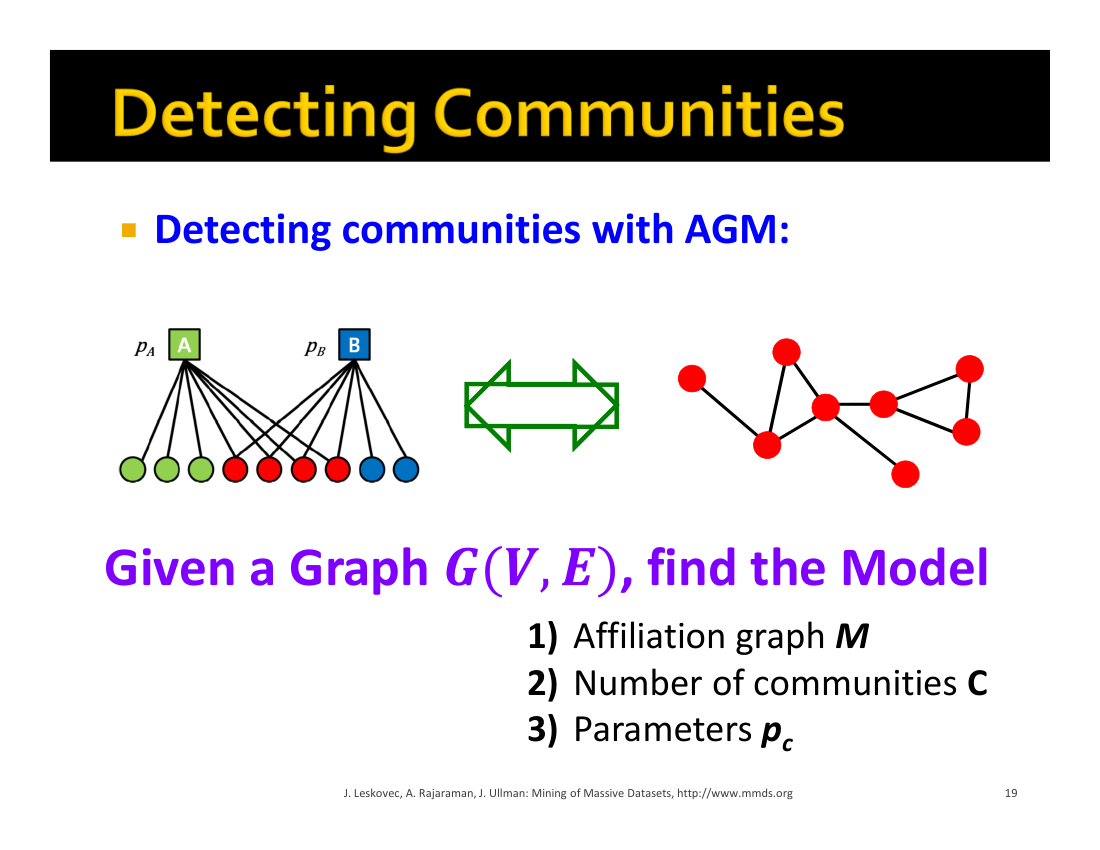 Detecting Communities
Detecting communities with AGM:
p_A A p_B B
Given a Graph G(V, E), find the Model
1) Affiliation graph M
2) Number of communities C
3) Parameters p_c
J. Leskovec, A. Rajaraman, J. Ullman: Mining of Massive Datasets, http://www.mmds.org 19